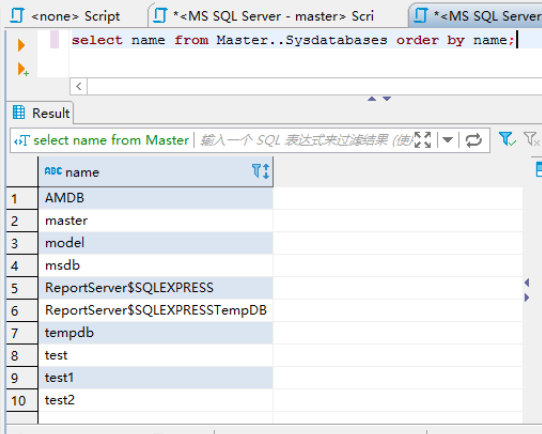 <none> Script
*<MS SQL Server - master> Scri
*<MS SQL Server
select name from Master..Sysdatabases order by name;
Result
select name from Master
输入一个 SQL 表达式来过滤结果 (使
ABC name
1 AMDB
2 master
3 model
4 msdb
5 ReportServer$SQLEXPRESS
6 ReportServer$SQLEXPRESSTempDB
7 tempdb
8 test
9 test1
10 test2